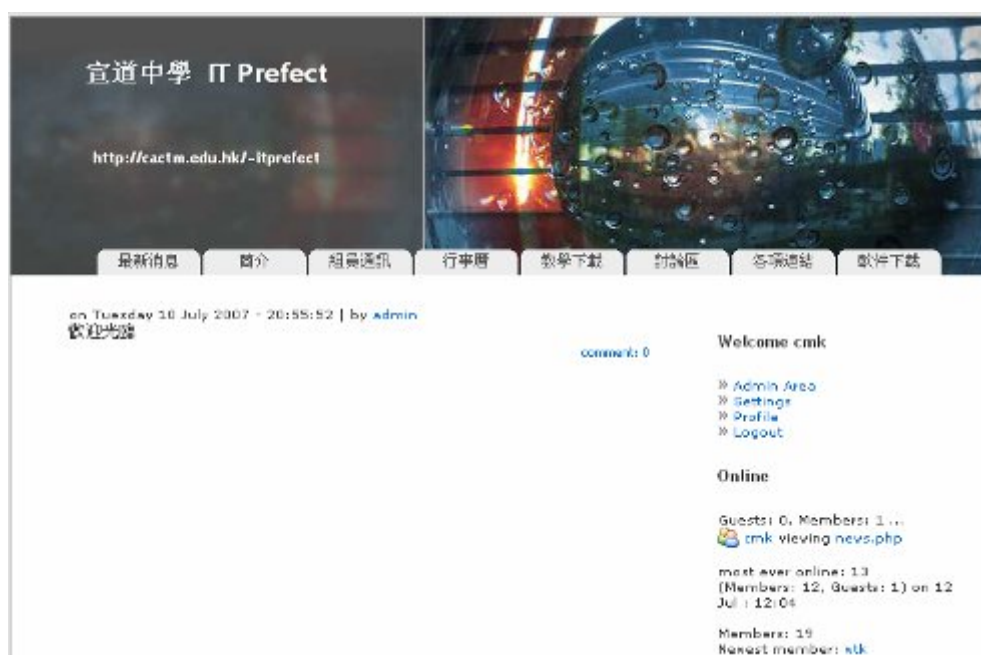 宣道中學 IT Prefect
http://cactm.edu.hk/~itprefect
最新消息 簡介 組員通訊 行事曆 教學下載 討論區 各項連結 軟件下載
on Tuesday 10 July 2007 - 20:55:52 | by admin
歡迎光臨
comment: 0
Welcome cmk
» Admin Area
» Settings
» Profile
» Logout
Online
Guests: 0, Members: 1 ...
cmk viewing news.php
most ever online: 13
(Members: 12, Guests: 1) on 12
Jul : 12:04
Members: 19
Newest member: wtk